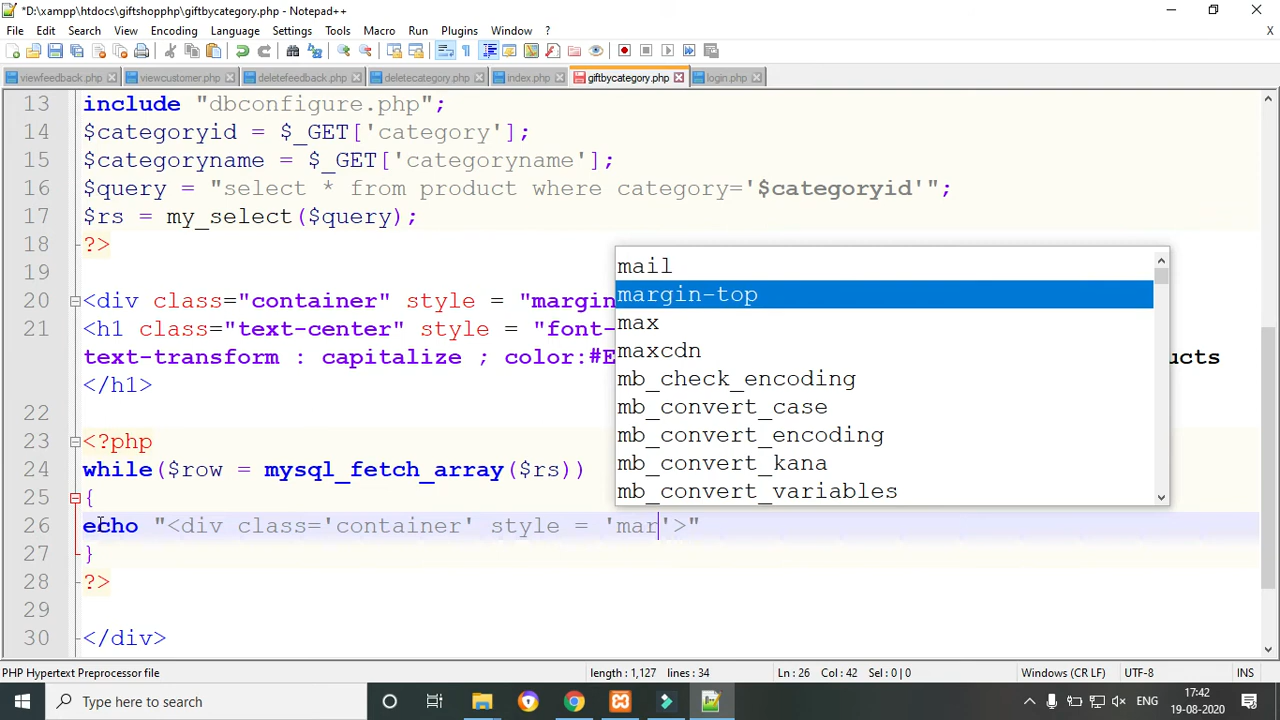 *D:\xampp\htdocs\giftshopphp\giftbycategory.php - Notepad++
File Edit Search View Encoding Language Settings Tools Macro Run Plugins Window ? X
viewfeedback.php viewcustomer.php deletefeedback.php deletecategory.php index.php giftbycategory.php login.php
13 include "dbconfigure.php";
14 $categoryid = $_GET['category'];
15 $categoryname = $_GET['categoryname'];
16 $query = "select * from product where category='$categoryid'";
17 $rs = my_select($query);
18 ?>
19
20 <div class="container" style = "margin
21 <h1 class="text-center" style = "font-
text-transform : capitalize ; color:#E ucts
</h1>
22
23 <?php
24 while($row = mysql_fetch_array($rs))
25 {
26 echo "<div class='container' style = 'mar'>"
27 }
28 ?>
29
30 </div>
mail
margin-top
max
maxcdn
mb_check_encoding
mb_convert_case
mb_convert_encoding
mb_convert_kana
mb_convert_variables
PHP Hypertext Preprocessor file length : 1,127 lines : 34 Ln : 26 Col : 42 Sel : 0 | 0 Windows (CR LF) UTF-8 INS
Type here to search ENG 17:42
19-08-2020